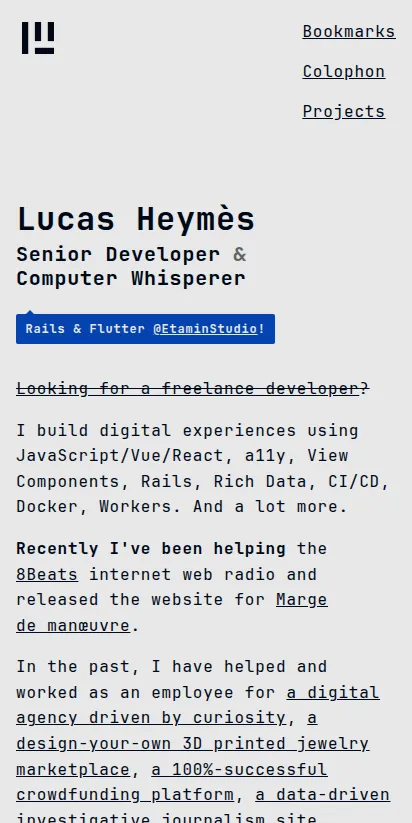 Bookmarks
Colophon
Projects
Lucas Heymès
Senior Developer &
Computer Whisperer
Rails & Flutter @EtaminStudio!
Looking for a freelance developer?
I build digital experiences using
JavaScript/Vue/React, a11y, View
Components, Rails, Rich Data, CI/CD,
Docker, Workers. And a lot more.
Recently I've been helping the
8Beats internet web radio and
released the website for Marge
de manœuvre.
In the past, I have helped and
worked as an employee for a digital
agency driven by curiosity, a
design-your-own 3D printed jewelry
marketplace, a 100%-successful
crowdfunding platform, a data-driven
investigative journalism site